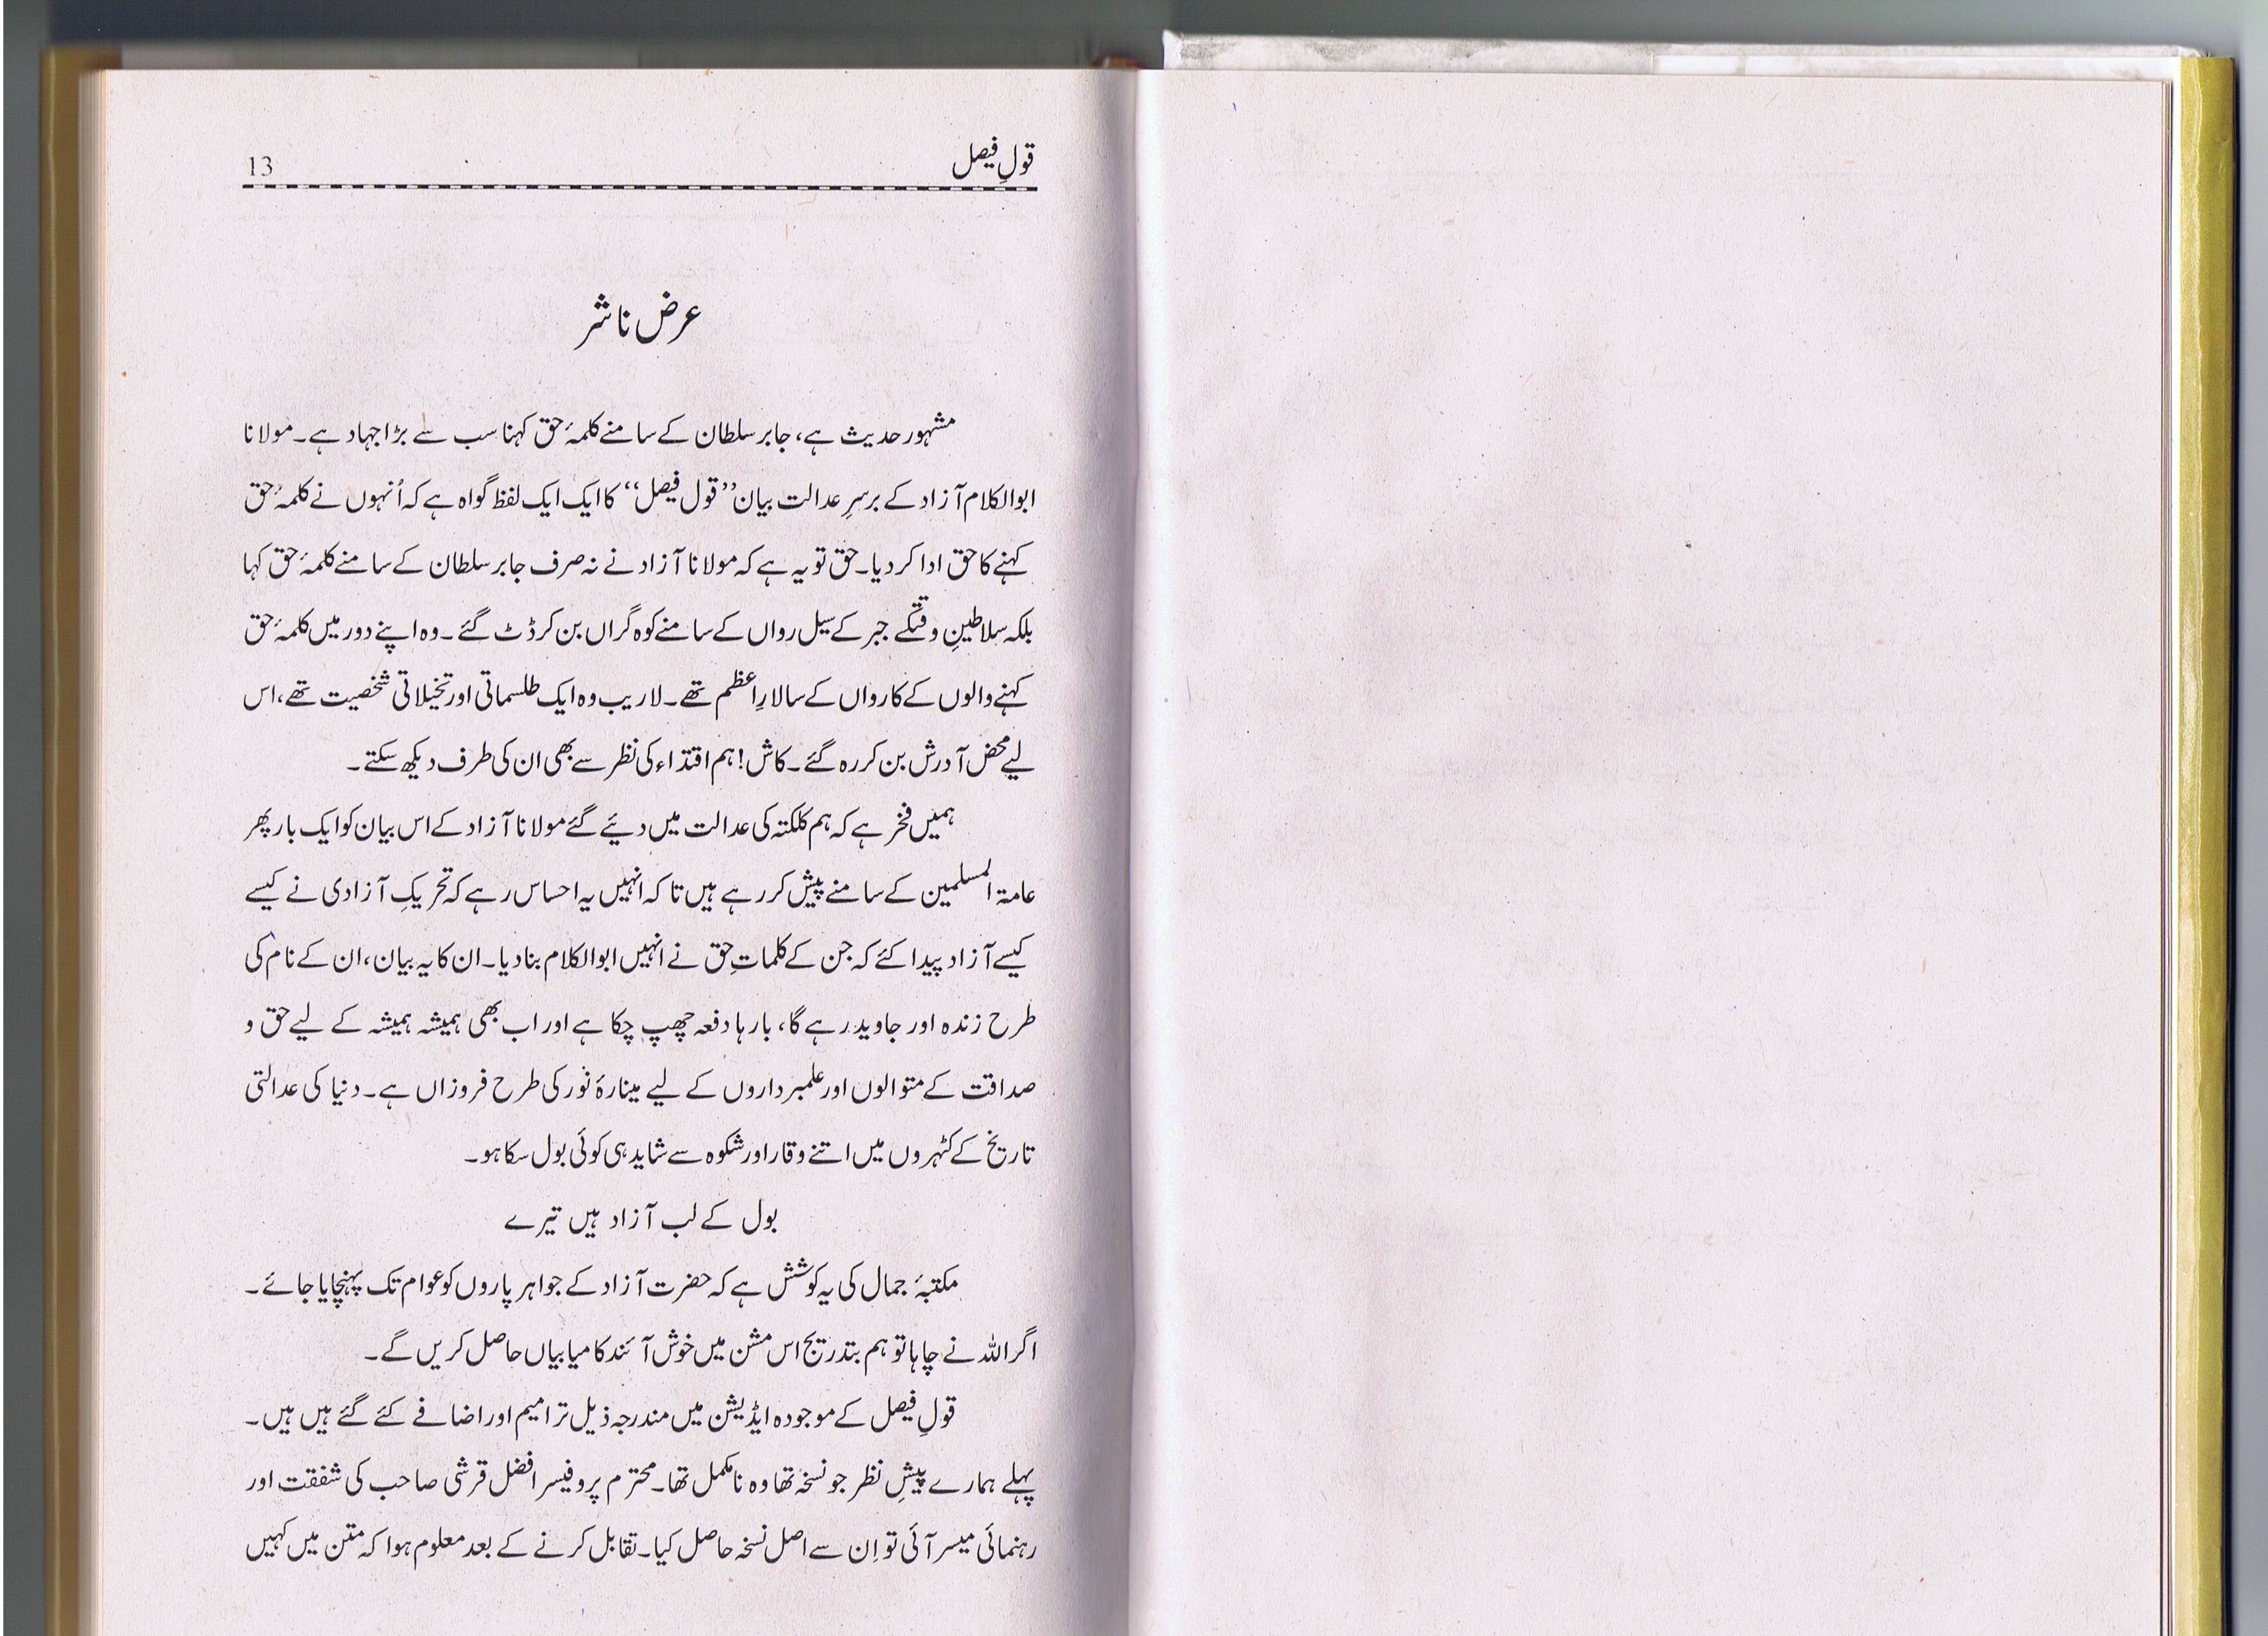 قولِ فیصل 13
عرض ناشر
مشہور حدیث ہے، جابر سلطان کے سامنے کلمۂ حق کہنا سب سے بڑا جہاد ہے۔ مولانا
ابوالکلام آزاد کے برسرِ عدالت بیان ’’قول فیصل‘‘ کا ایک ایک لفظ گواہ ہے کہ اُنہوں نے کلمۂ حق
کہنے کا حق ادا کر دیا۔ حق تو یہ ہے کہ مولانا آزاد نے نہ صرف جابر سلطان کے سامنے کلمۂ حق کہا
بلکہ سلاطینِ وقتکے جبر کے سیل رواں کے سامنے کوہ گراں بن کر ڈٹ گئے۔ وہ اپنے دور میں کلمۂ حق
کہنے والوں کے کارواں کے سالارِ اعظم تھے۔ لاریب وہ ایک طلسماتی اور تخیلاتی شخصیت تھے، اس
لیے محض آدرش بن کر رہ گئے۔ کاش! ہم اقتداء کی نظر سے بھی ان کی طرف دیکھ سکتے۔
ہمیں فخر ہے کہ ہم کلکتہ کی عدالت میں دئیے گئے مولانا آزاد کے اس بیان کو ایک بار پھر
عامۃ المسلمین کے سامنے پیش کر رہے ہیں تاکہ انہیں یہ احساس رہے کہ تحریکِ آزادی نے کیسے
کیسے آزاد پیدا کئے کہ جن کے کلماتِ حق نے انہیں ابوالکلام بنا دیا۔ ان کا یہ بیان، ان کے نام کی
طرح زندہ اور جاوید رہے گا، بارہا دفعہ چھپ چکا ہے اور اب بھی ہمیشہ ہمیشہ کے لیے حق و
صداقت کے متوالوں اور علمبرداروں کے لیے مینارۂ نور کی طرح فروزاں ہے۔ دنیا کی عدالتی
تاریخ کے کٹہروں میں اتنے وقار اور شکوہ سے شاید ہی کوئی بول سکا ہو۔
بول کے لب آزاد ہیں تیرے
مکتبۂ جمال کی یہ کوشش ہے کہ حضرت آزاد کے جواہر پاروں کو عوام تک پہنچایا جائے۔
اگر اللہ نے چاہا تو ہم بتدریج اس مشن میں خوش آئند کامیابیاں حاصل کریں گے۔
قولِ فیصل کے موجودہ ایڈیشن میں مندرجہ ذیل ترامیم اور اضافے کئے گئے ہیں ہیں۔
پہلے ہمارے پیشِ نظر جو نسخہ تھا وہ نامکمل تھا۔ محترم پروفیسر افضل قرشی صاحب کی شفقت اور
رہنمائی میسر آئی تو اِن سے اصل نسخہ حاصل کیا۔ تقابل کرنے کے بعد معلوم ہوا کہ متن میں کہیں